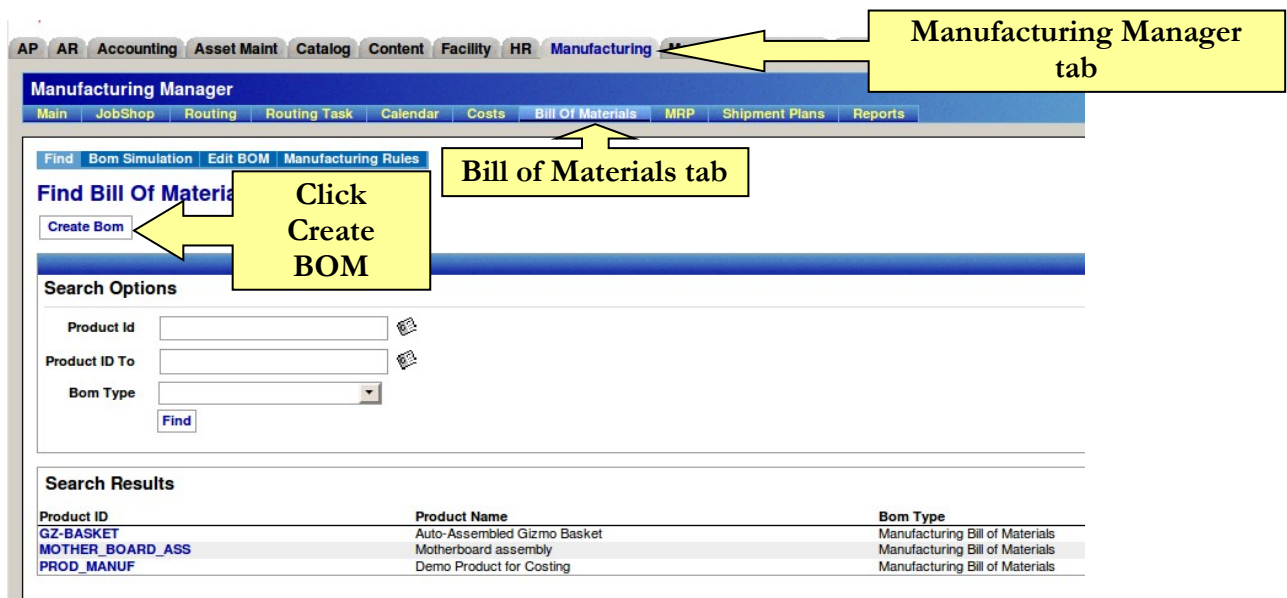 AP AR Accounting Asset Maint Catalog Content Facility HR Manufacturing
Manufacturing Manager
tab
Manufacturing Manager
Main JobShop Routing Routing Task Calendar Costs Bill Of Materials MRP Shipment Plans Reports
Find Bom Simulation Edit BOM Manufacturing Rules
Bill of Materials tab
Find Bill Of
Create Bom
Click
Create
BOM
Search Options
Product Id
Product ID To
Bom Type
Find
Search Results
Product ID Product Name Bom Type
GZ-BASKET Auto-Assembled Gizmo Basket Manufacturing Bill of Materials
MOTHER_BOARD_ASS Motherboard assembly Manufacturing Bill of Materials
PROD_MANUF Demo Product for Costing Manufacturing Bill of Materials